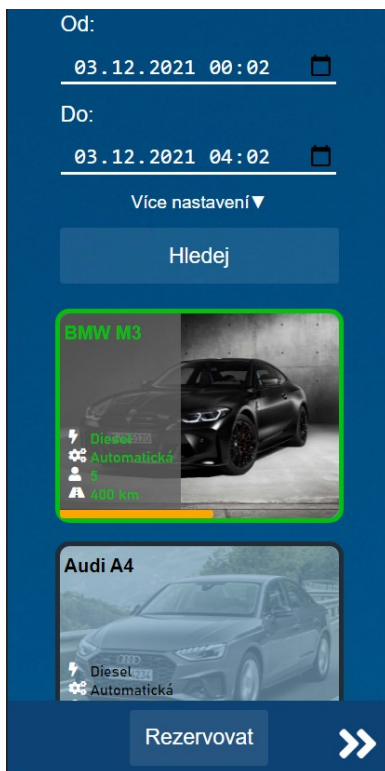 Od:
03.12.2021 00:02
Do:
03.12.2021 04:02
Více nastavení▼
Hledej
BMW M3
Diesel
Automatická
5
400 km
Audi A4
Diesel
Automatická
Rezervovat